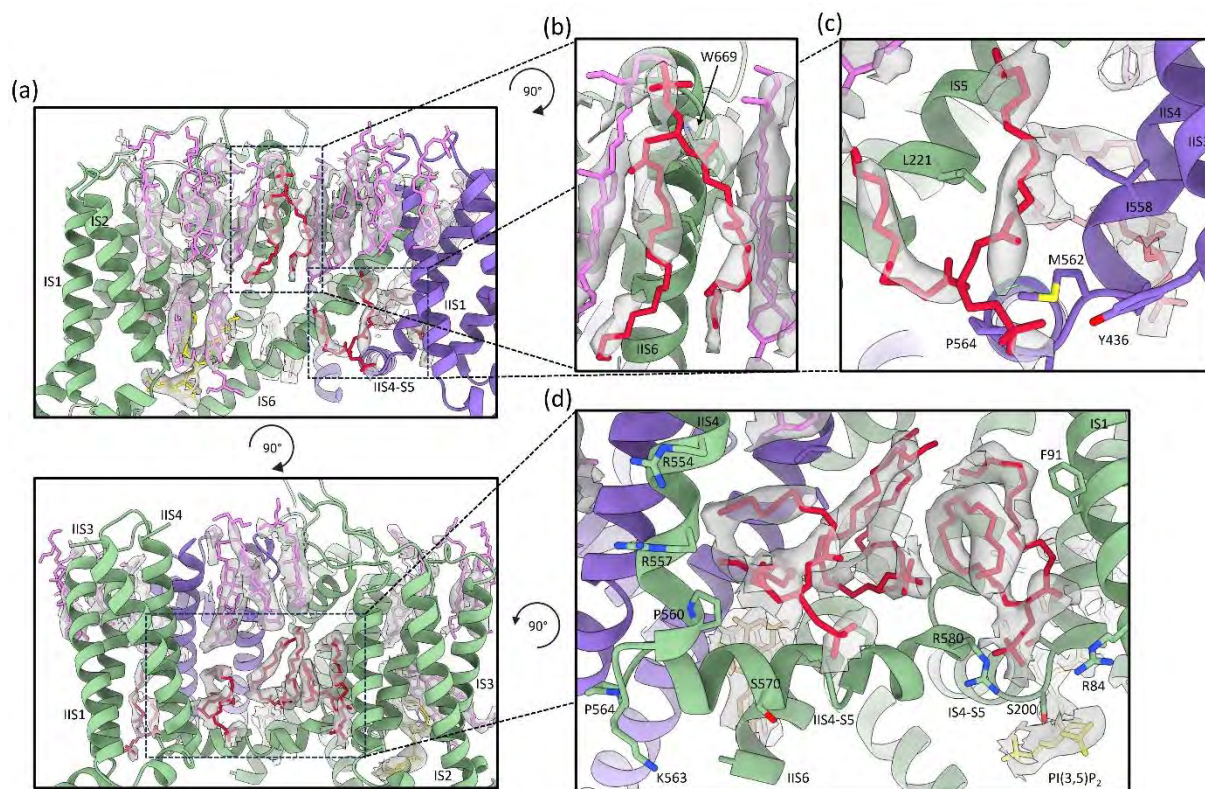 (a)
IS2
IS1
IIS1
IS6
IIS4-S5
90°
(b)
W669
IIS6
(c)
IS5
IIS4
IIS3
L221
I558
M562
P564
Y436
90°
IIS3
IIS4
IIS1
IS3
IS2
90°
(d)
IIS4
IS1
R554
F91
R557
P560
R580
R84
S570
P564
IIS4-S5
IS4-S5
S200
K563
IIS6
PI(3,5)P₂